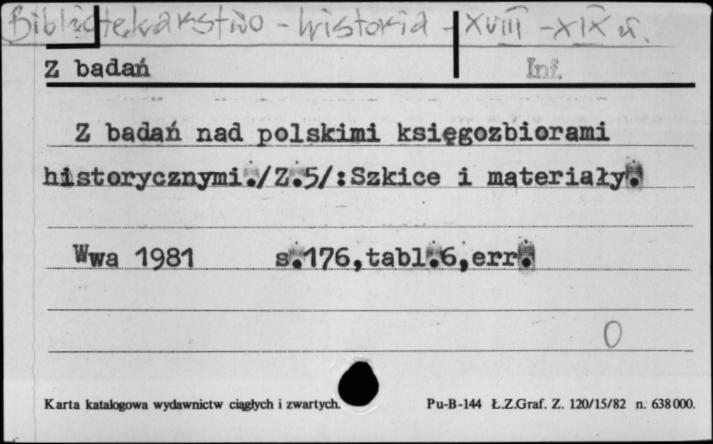 Bibliotekarstwo - historia - XVIII - XIX w.
Z badań Inf.
Z badań nad polskimi księgozbiorami
historycznymi./Z.5/:Szkice i materiały.
Wwa 1981 s.176,tabl.6,err.
0
Karta katalogowa wydawnictw ciągłych i zwartych. Pu-B-144 Ł.Z.Graf. Z. 120/15/82 n. 638000.